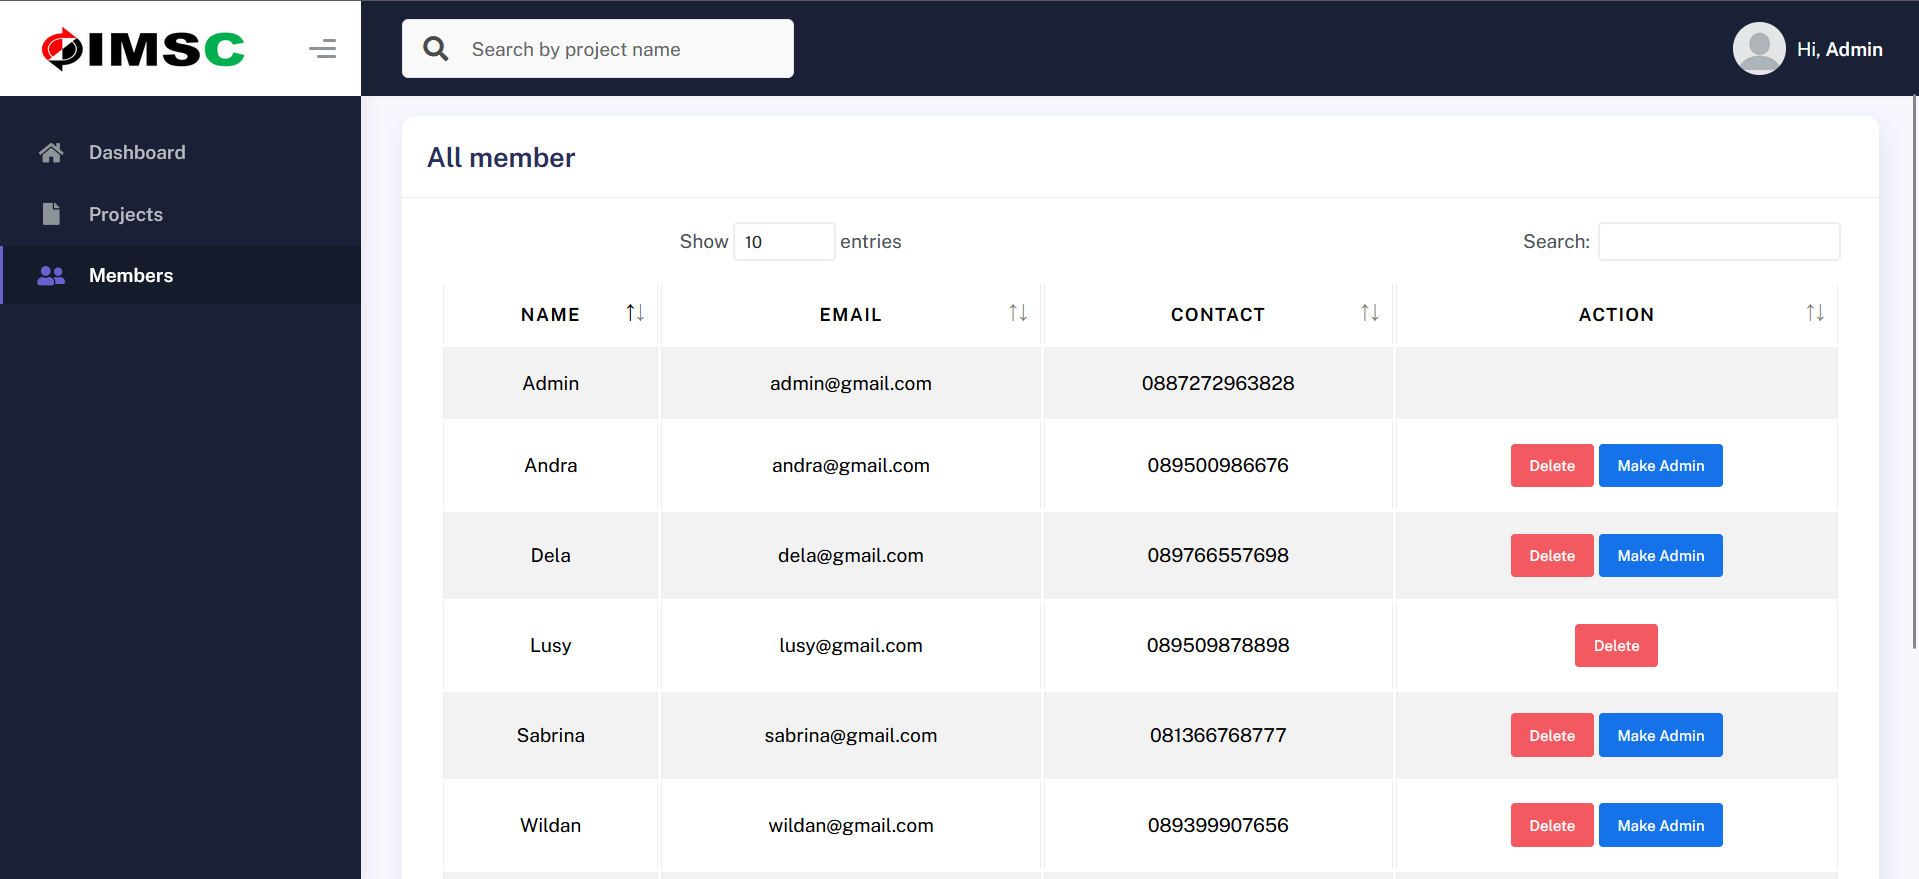 IMSC
Search by project name
Hi, Admin
Dashboard
Projects
Members
All member
Show 10 entries
Search:
NAME EMAIL CONTACT ACTION
Admin admin@gmail.com 0887272963828
Andra andra@gmail.com 089500986676 Delete Make Admin
Dela dela@gmail.com 089766557698 Delete Make Admin
Lusy lusy@gmail.com 089509878898 Delete
Sabrina sabrina@gmail.com 081366768777 Delete Make Admin
Wildan wildan@gmail.com 089399907656 Delete Make Admin